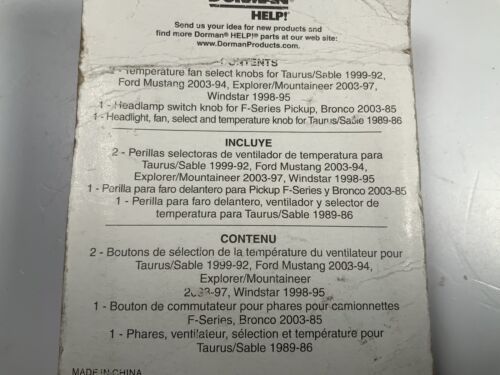 DORMAN
HELP!
Send us your idea for new products and
find more Dorman® HELP!® parts at our web site:
www.DormanProducts.com
CONTENTS
2 - Temperature fan select knobs for Taurus/Sable 1999-92,
Ford Mustang 2003-94, Explorer/Mountaineer 2003-97,
Windstar 1998-95
1 - Headlamp switch knob for F-Series Pickup, Bronco 2003-85
1 - Headlight, fan, select and temperature knob for Taurus/Sable 1989-86
INCLUYE
2 - Perillas selectoras de ventilador de temperatura para
Taurus/Sable 1999-92, Ford Mustang 2003-94,
Explorer/Mountaineer 2003-97, Windstar 1998-95
1 - Perilla para faro delantero para Pickup F-Series y Bronco 2003-85
1 - Perilla para faro delantero, ventilador y selector de
temperatura para Taurus/Sable 1989-86
CONTENU
2 - Boutons de sélection de la température du ventilateur pour
Taurus/Sable 1999-92, Ford Mustang 2003-94,
Explorer/Mountaineer
2003-97, Windstar 1998-95
1 - Bouton de commutateur pour phares pour camionnettes
F-Series, Bronco 2003-85
1 - Phares, ventilateur, sélection et température pour
Taurus/Sable 1989-86
MADE IN CHINA